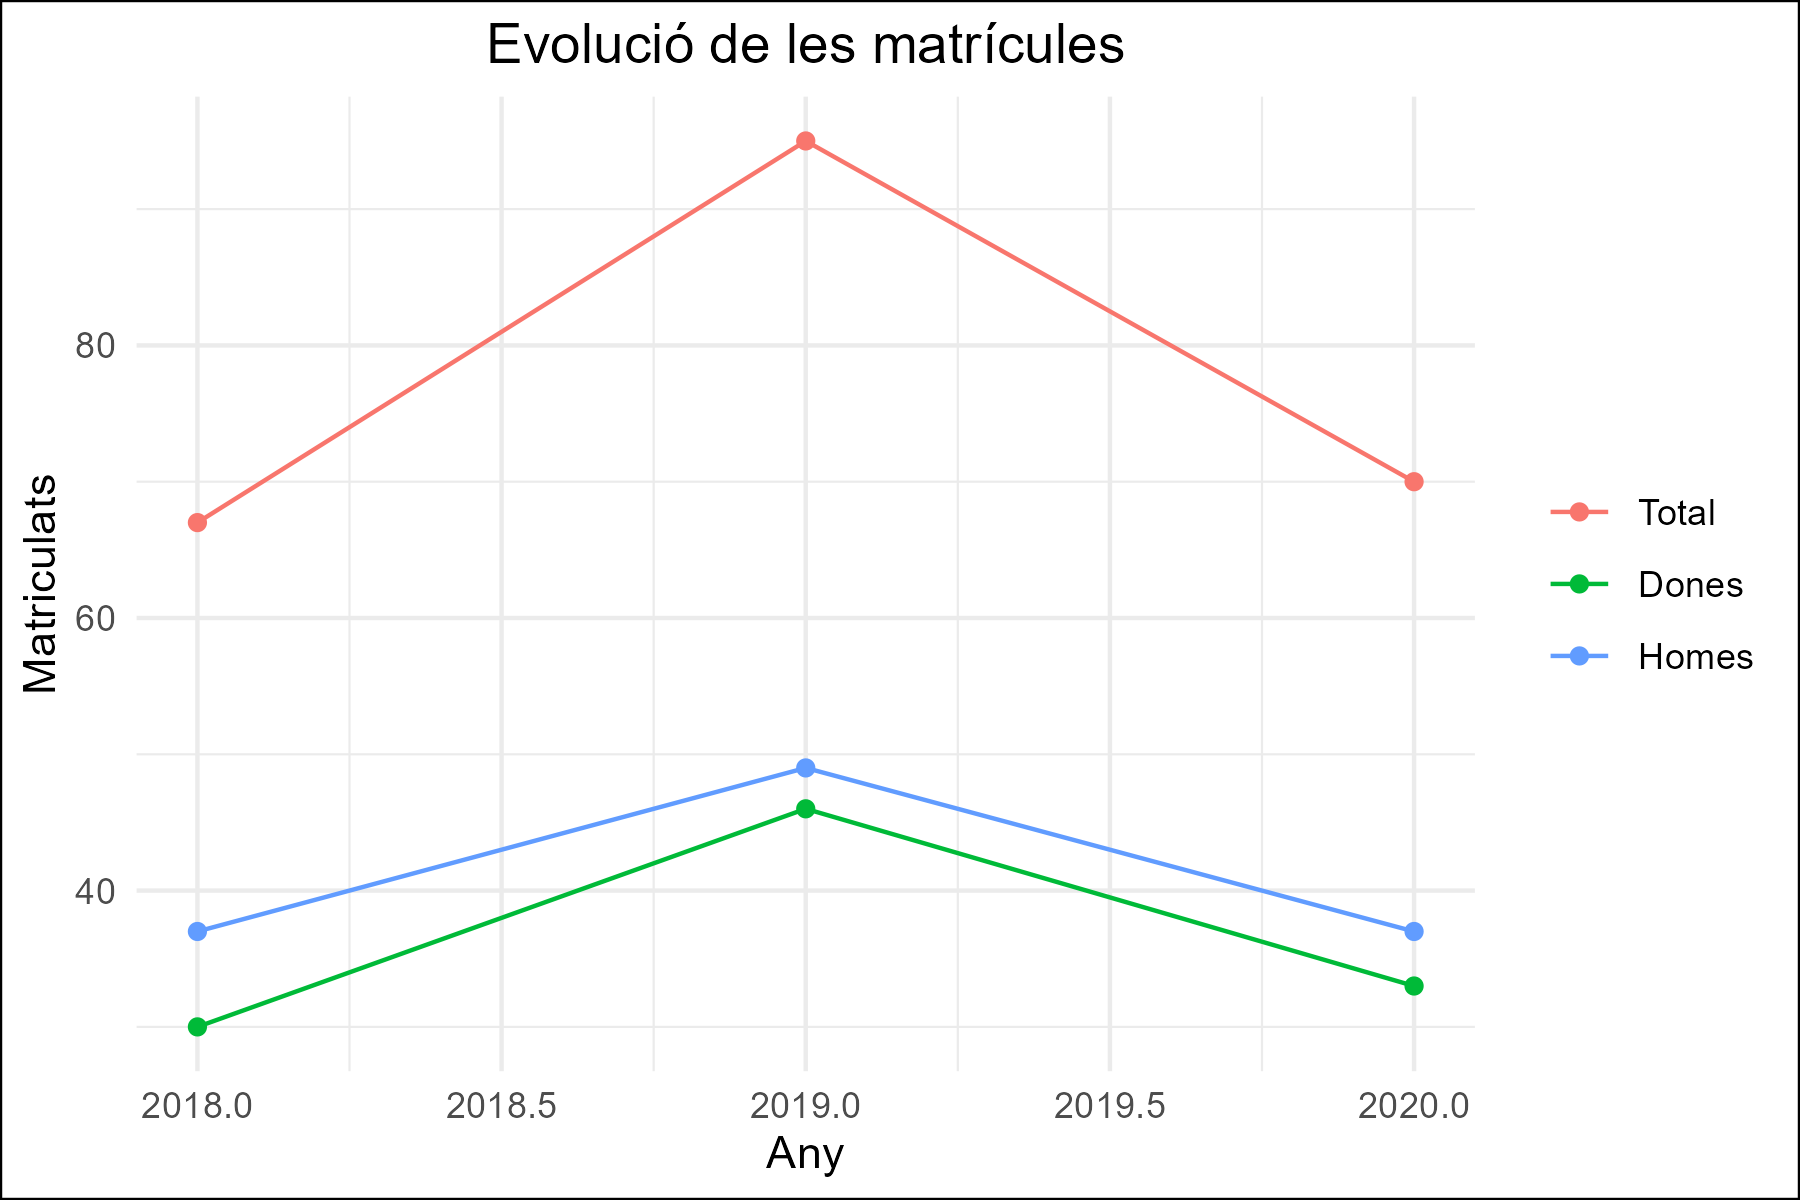 Evolució de les matrícules
80
60
40
Matriculats
2018.0 2018.5 2019.0 2019.5 2020.0
Any
Total
Dones
Homes